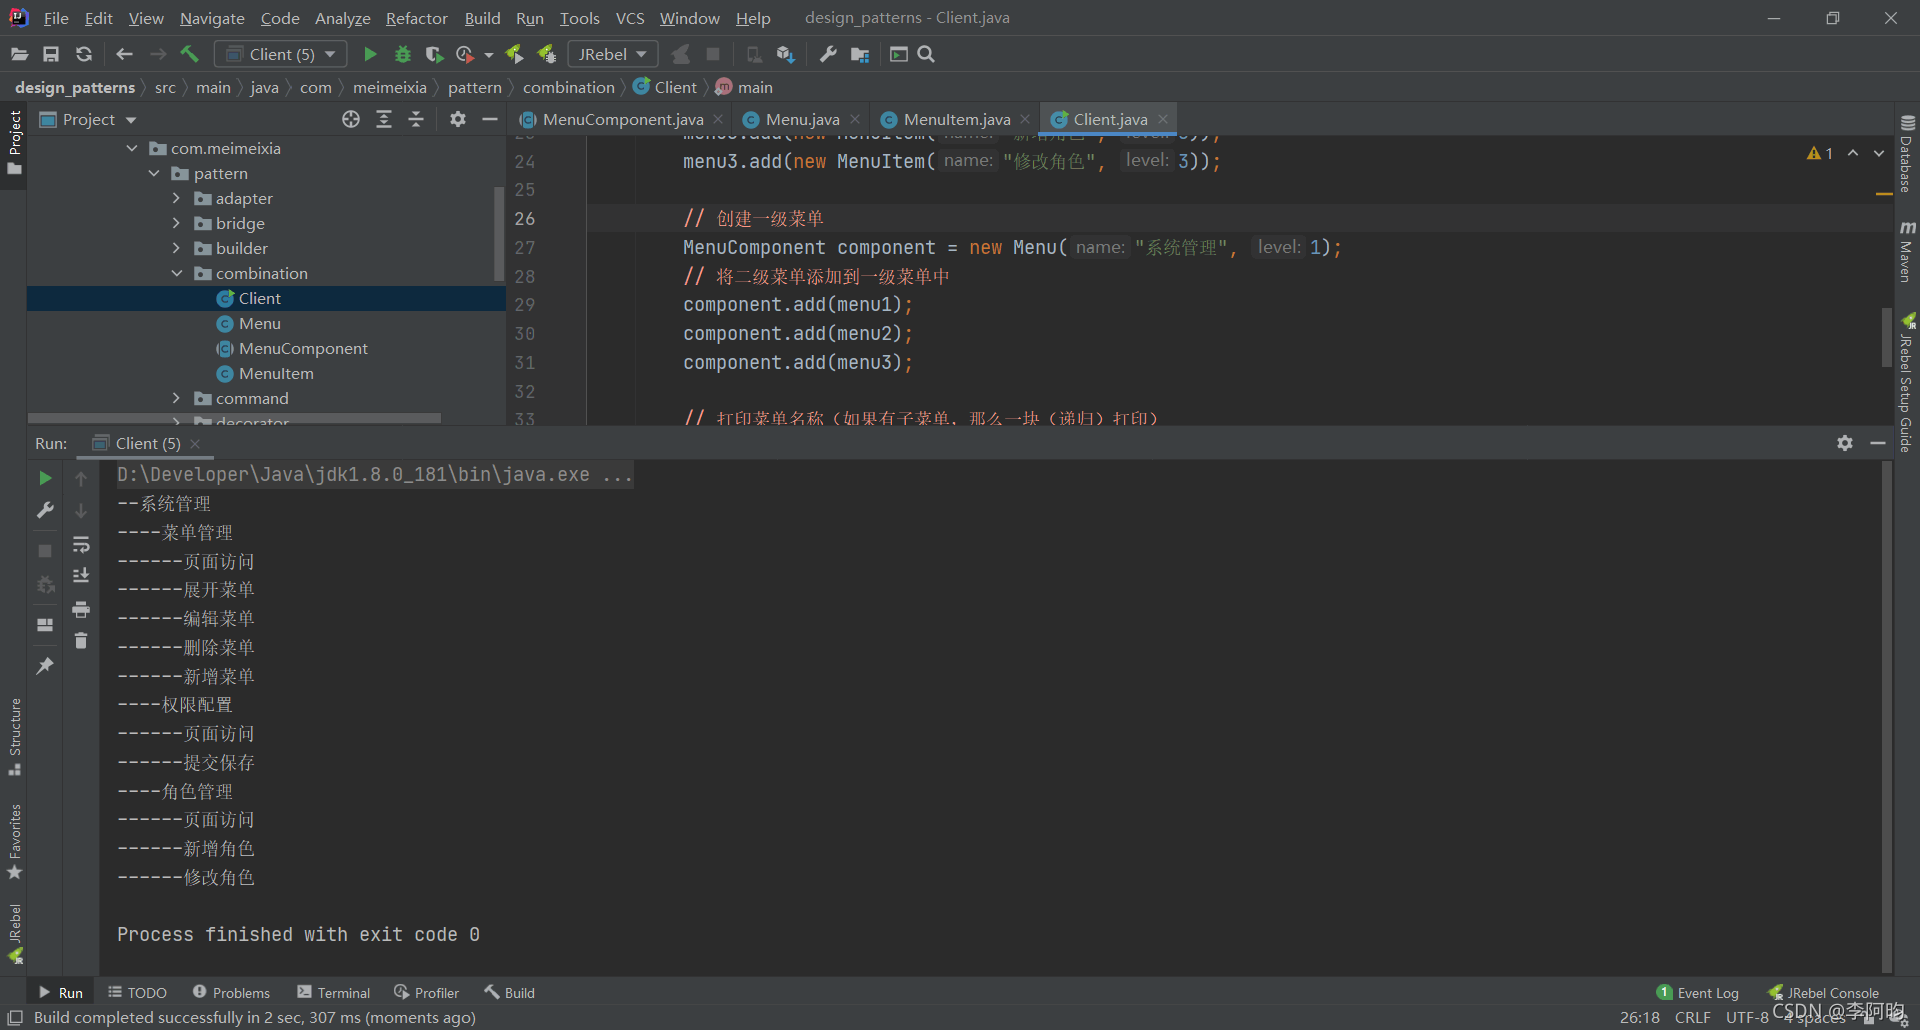 File Edit View Navigate Code Analyze Refactor Build Run Tools VCS Window Help design_patterns - Client.java
Client (5) JRebel
design_patterns src main java com meimeixia pattern combination Client main
Project
Project
MenuComponent.java Menu.java MenuItem.java Client.java
com.meimeixia
pattern
adapter
bridge
builder
combination
Client
Menu
MenuComponent
MenuItem
command
decorator
24 menu3.add(new MenuItem( name: "修改角色", level: 3));
25
26 // 创建一级菜单
27 MenuComponent component = new Menu( name: "系统管理", level: 1);
28 // 将二级菜单添加到一级菜单中
29 component.add(menu1);
30 component.add(menu2);
31 component.add(menu3);
32
33 // 打印菜单名称（如果有子菜单，那么一块（递归）打印）
1
Database
Maven
JRebel Setup Guide
Run: Client (5)
D:\Developer\Java\jdk1.8.0_181\bin\java.exe ...
--系统管理
----菜单管理
------页面访问
------展开菜单
------编辑菜单
------删除菜单
------新增菜单
----权限配置
------页面访问
------提交保存
----角色管理
------页面访问
------新增角色
------修改角色
Process finished with exit code 0
Structure
Favorites
JRebel
Run TODO Problems Terminal Profiler Build 1 Event Log JRebel Console
Build completed successfully in 2 sec, 307 ms (moments ago) 26:18 CRLF UTF-8 4 spaces
CSDN @李阿昀